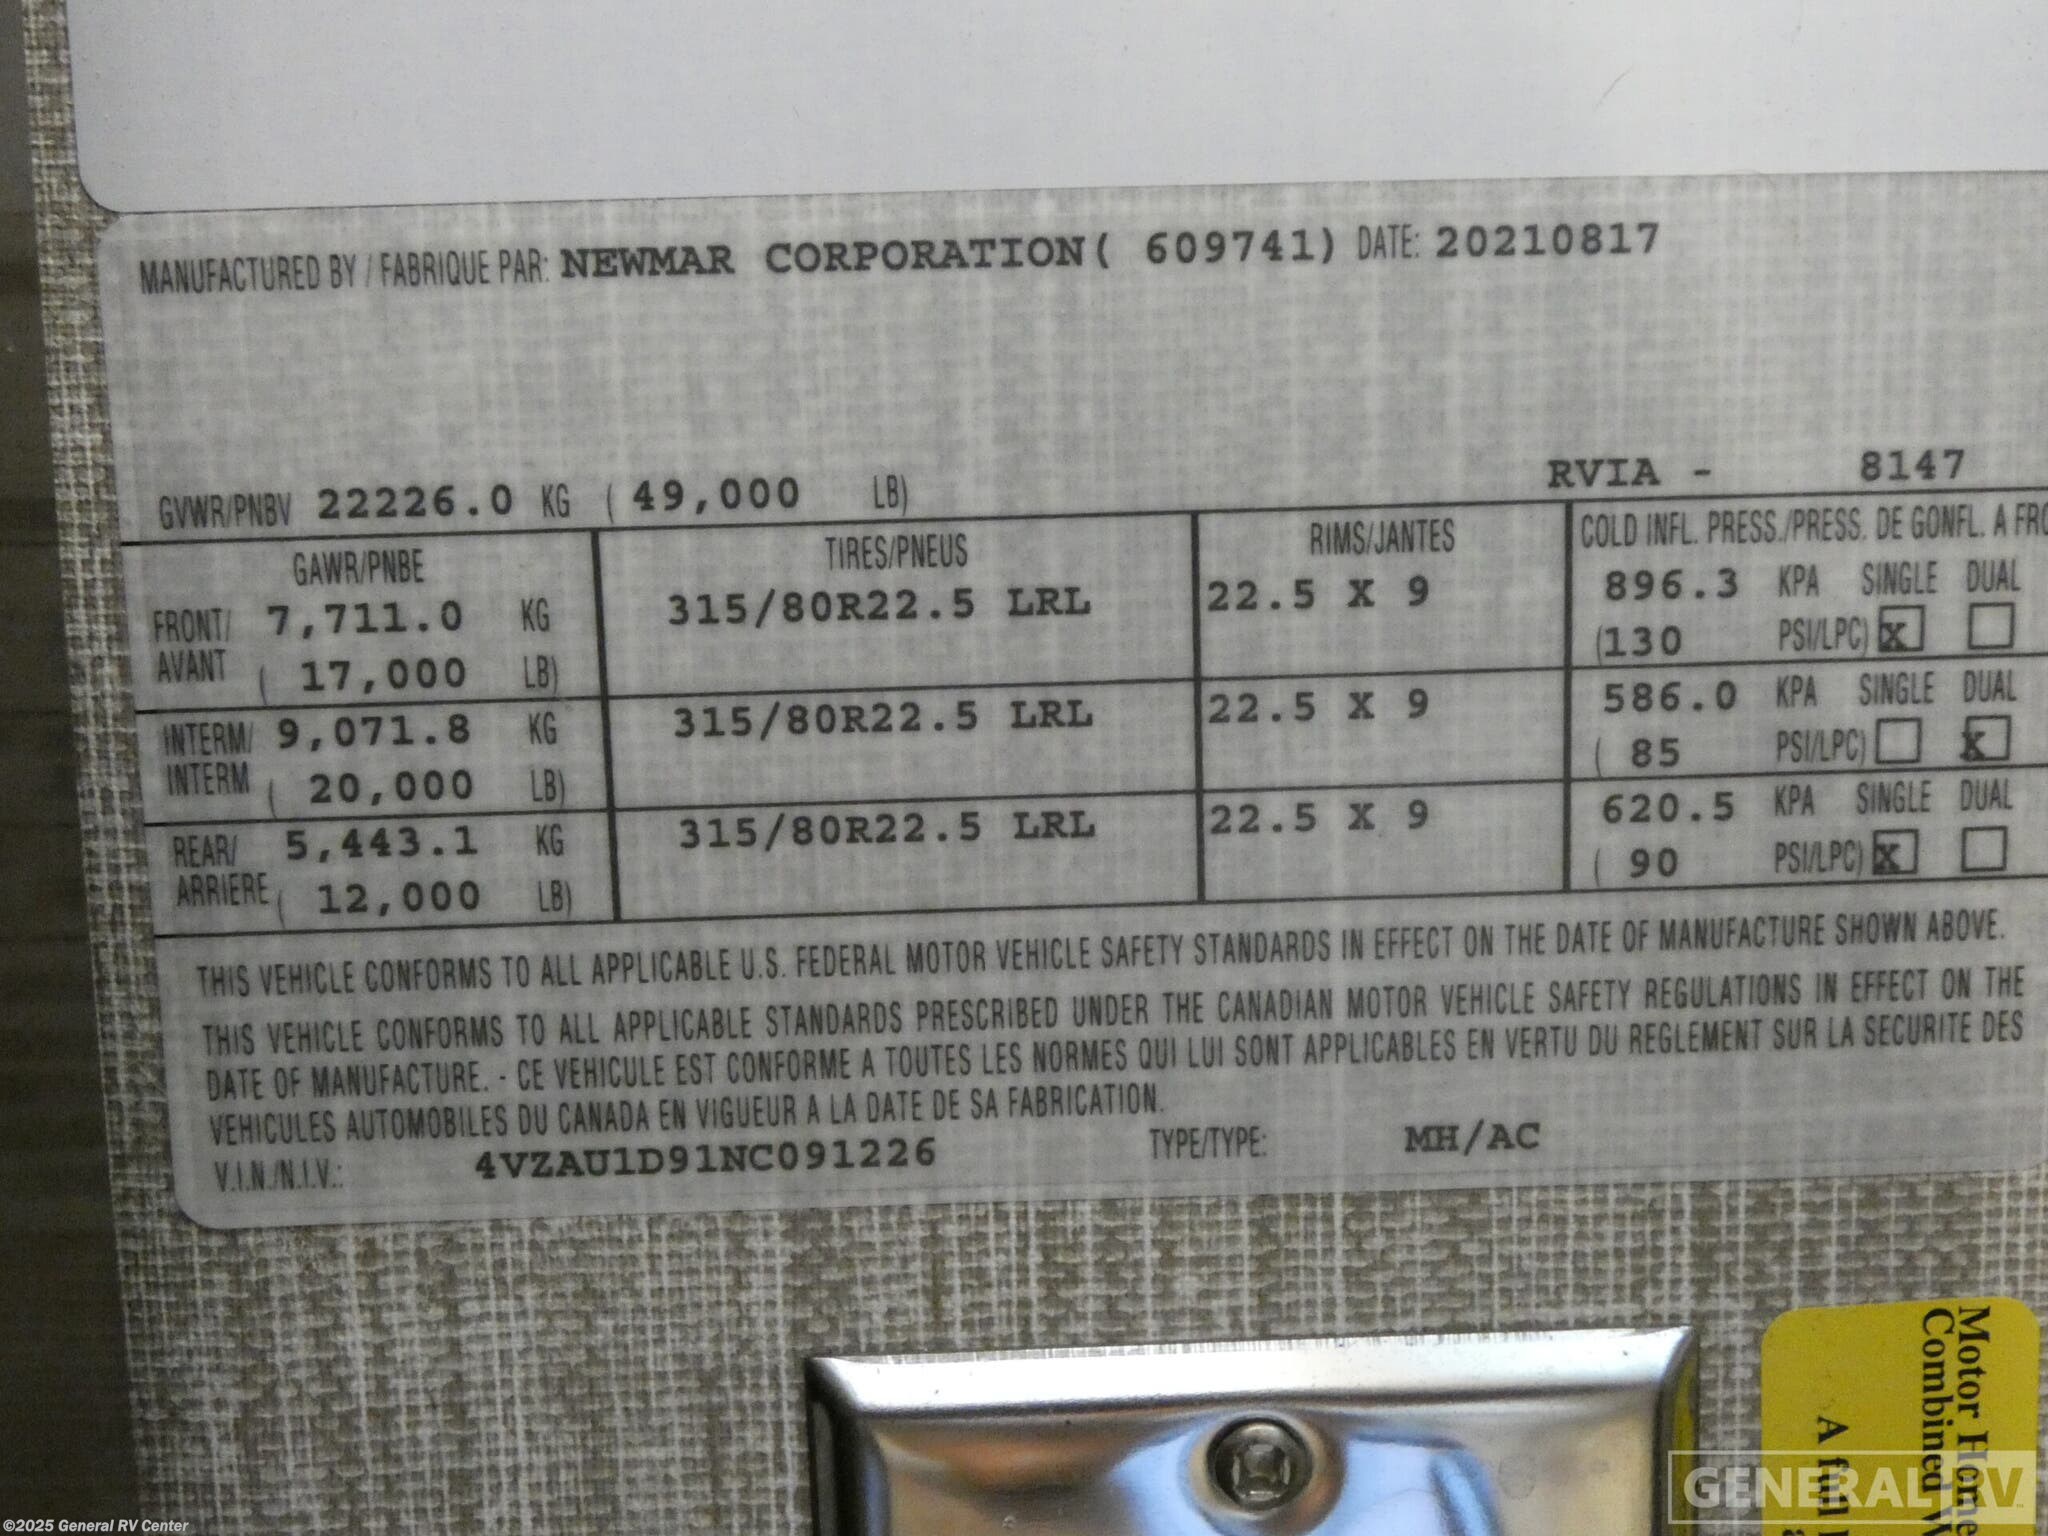 MANUFACTURED BY / FABRIQUE PAR: NEWMAR CORPORATION( 609741) DATE: 20210817
RVIA - 8147
GVWR/PNBV 22226.0 KG ( 49,000 LB)
GAWR/PNBE TIRES/PNEUS RIMS/JANTES COLD INFL. PRESS./PRESS. DE GONFL. A
FRONT/ 7,711.0 KG 315/80R22.5 LRL 22.5 X 9 896.3 KPA SINGLE DUAL
AVANT ( 17,000 LB) (130 PSI/LPC) X
INTERM/ 9,071.8 KG 315/80R22.5 LRL 22.5 X 9 586.0 KPA SINGLE DUAL
INTERM ( 20,000 LB) ( 85 PSI/LPC) X
REAR/ 5,443.1 KG 315/80R22.5 LRL 22.5 X 9 620.5 KPA SINGLE DUAL
ARRIERE ( 12,000 LB) ( 90 PSI/LPC) X
THIS VEHICLE CONFORMS TO ALL APPLICABLE U.S. FEDERAL MOTOR VEHICLE SAFETY STANDARDS IN EFFECT ON THE DATE OF MANUFACTURE SHOWN ABOVE.
THIS VEHICLE CONFORMS TO ALL APPLICABLE STANDARDS PRESCRIBED UNDER THE CANADIAN MOTOR VEHICLE SAFETY REGULATIONS IN EFFECT ON THE
DATE OF MANUFACTURE. - CE VEHICULE EST CONFORME A TOUTES LES NORMES QUI LUI SONT APPLICABLES EN VERTU DU REGLEMENT SUR LA SECURITE DES
VEHICULES AUTOMOBILES DU CANADA EN VIGUEUR A LA DATE DE SA FABRICATION.
V.I.N./N.I.V.: 4VZAU1D91NC091226 TYPE/TYPE: MH/AC
Motor Home
Combined
A full
GENERAL RV
©2025 General RV Center